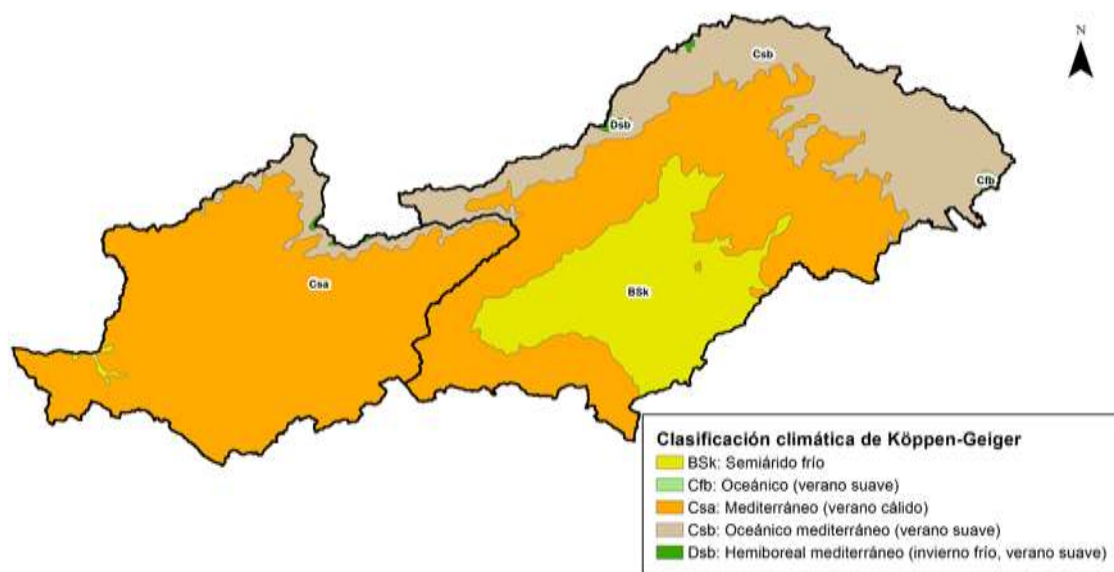 N
Csb
Dsb
Cfb
Csa
BSk
Clasificación climática de Köppen-Geiger
BSk: Semiárido frío
Cfb: Oceánico (verano suave)
Csa: Mediterráneo (verano cálido)
Csb: Oceánico mediterráneo (verano suave)
Dsb: Hemiboreal mediterráneo (invierno frío, verano suave)